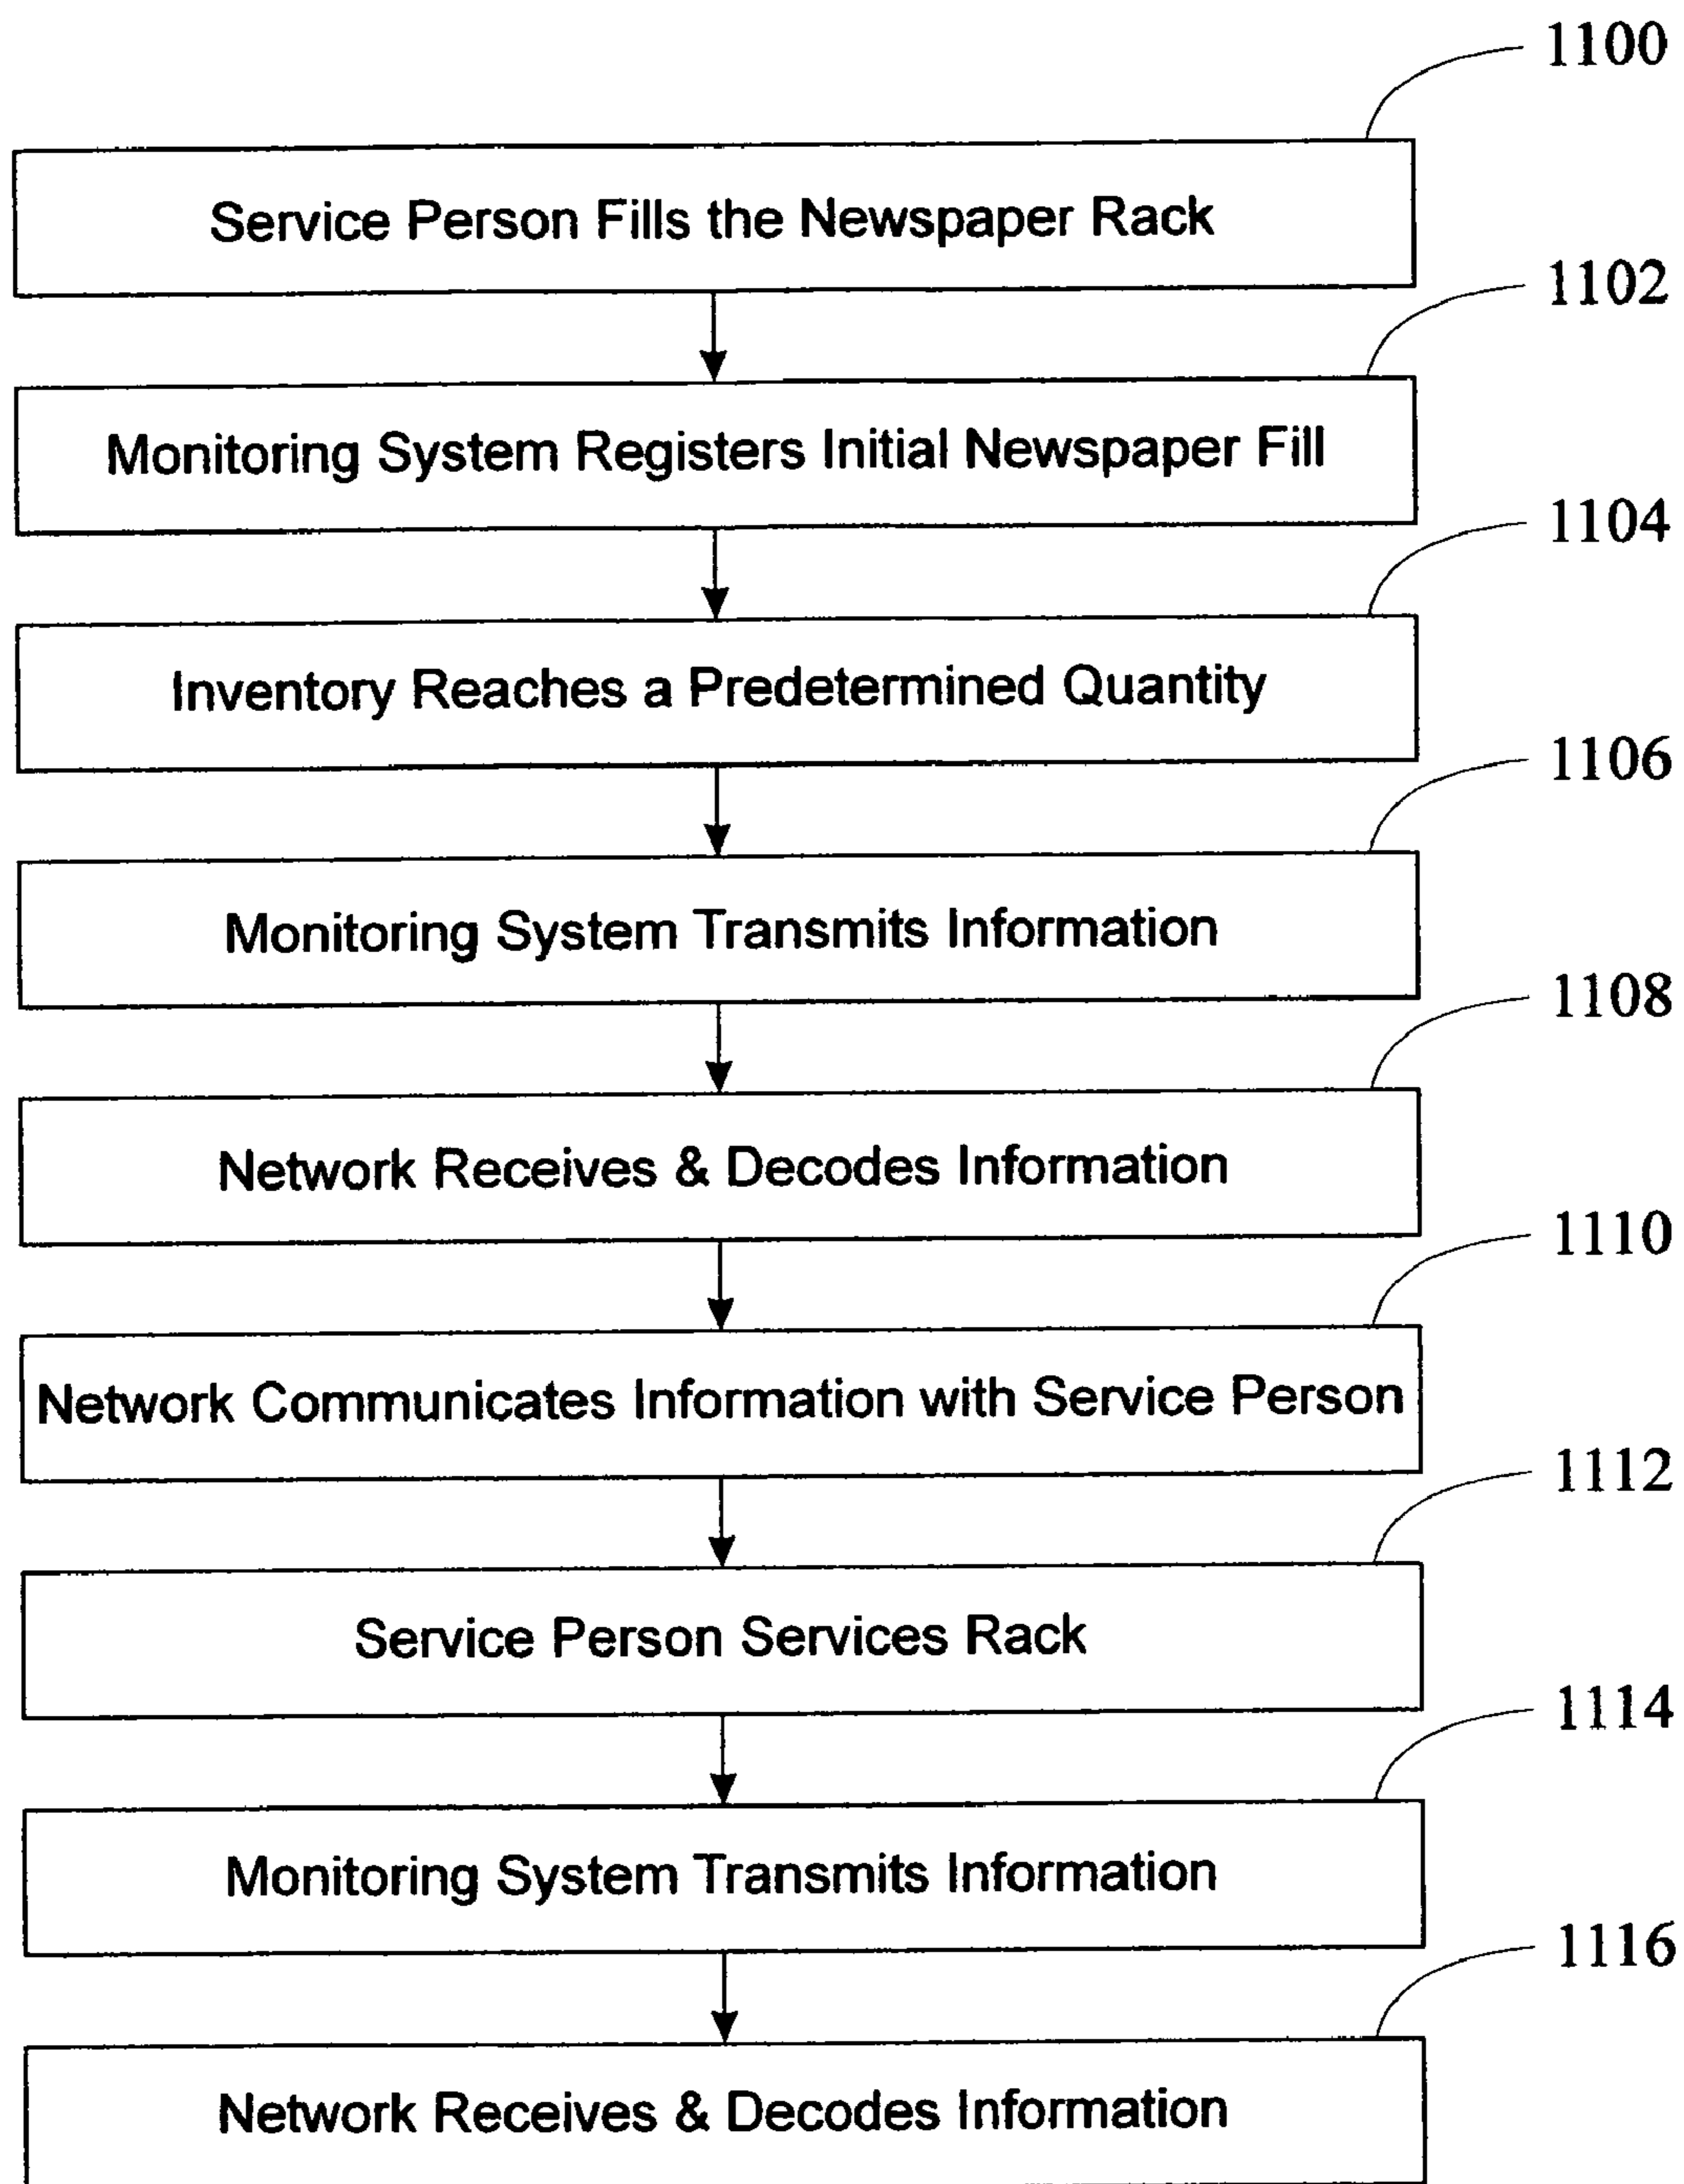 1100
Service Person Fills the Newspaper Rack
1102
Monitoring System Registers Initial Newspaper Fill
1104
Inventory Reaches a Predetermined Quantity
1106
Monitoring System Transmits Information
1108
Network Receives & Decodes Information
1110
Network Communicates Information with Service Person
1112
Service Person Services Rack
1114
Monitoring System Transmits Information
1116
Network Receives & Decodes Information